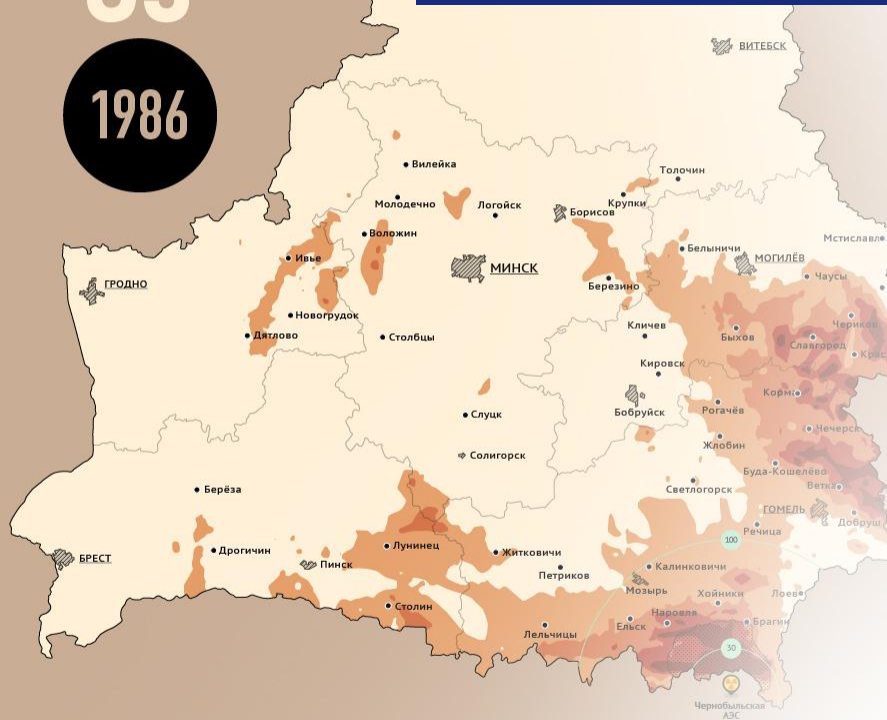 1986
ВИТЕБСК
Вилейка
Толочин
Молодечно
Логойск
Крупки
Борисов
Воложин
Белыничи
Мстиславл
Ивье
МИНСК
МОГИЛЁВ
Чаусы
ГРОДНО
Березино
Новогрудок
Кличев
Чериков
Дятлово
Столбцы
Быхов
Славгород
Крас
Кировск
Корма
Слуцк
Бобруйск
Рогачёв
Чечерск
Жлобин
Солигорск
Буда-Кошелёво
Берёза
Светлогорск
Ветка
ГОМЕЛЬ
Добруш
Речица
100
БРЕСТ
Дрогичин
Лунинец
Житковичи
Пинск
Петриков
Калинковичи
Мозырь
Хойники
Лоев
Столин
Наровля
Лельчицы
Ельск
Брагин
30
Чернобыльская
АЭС